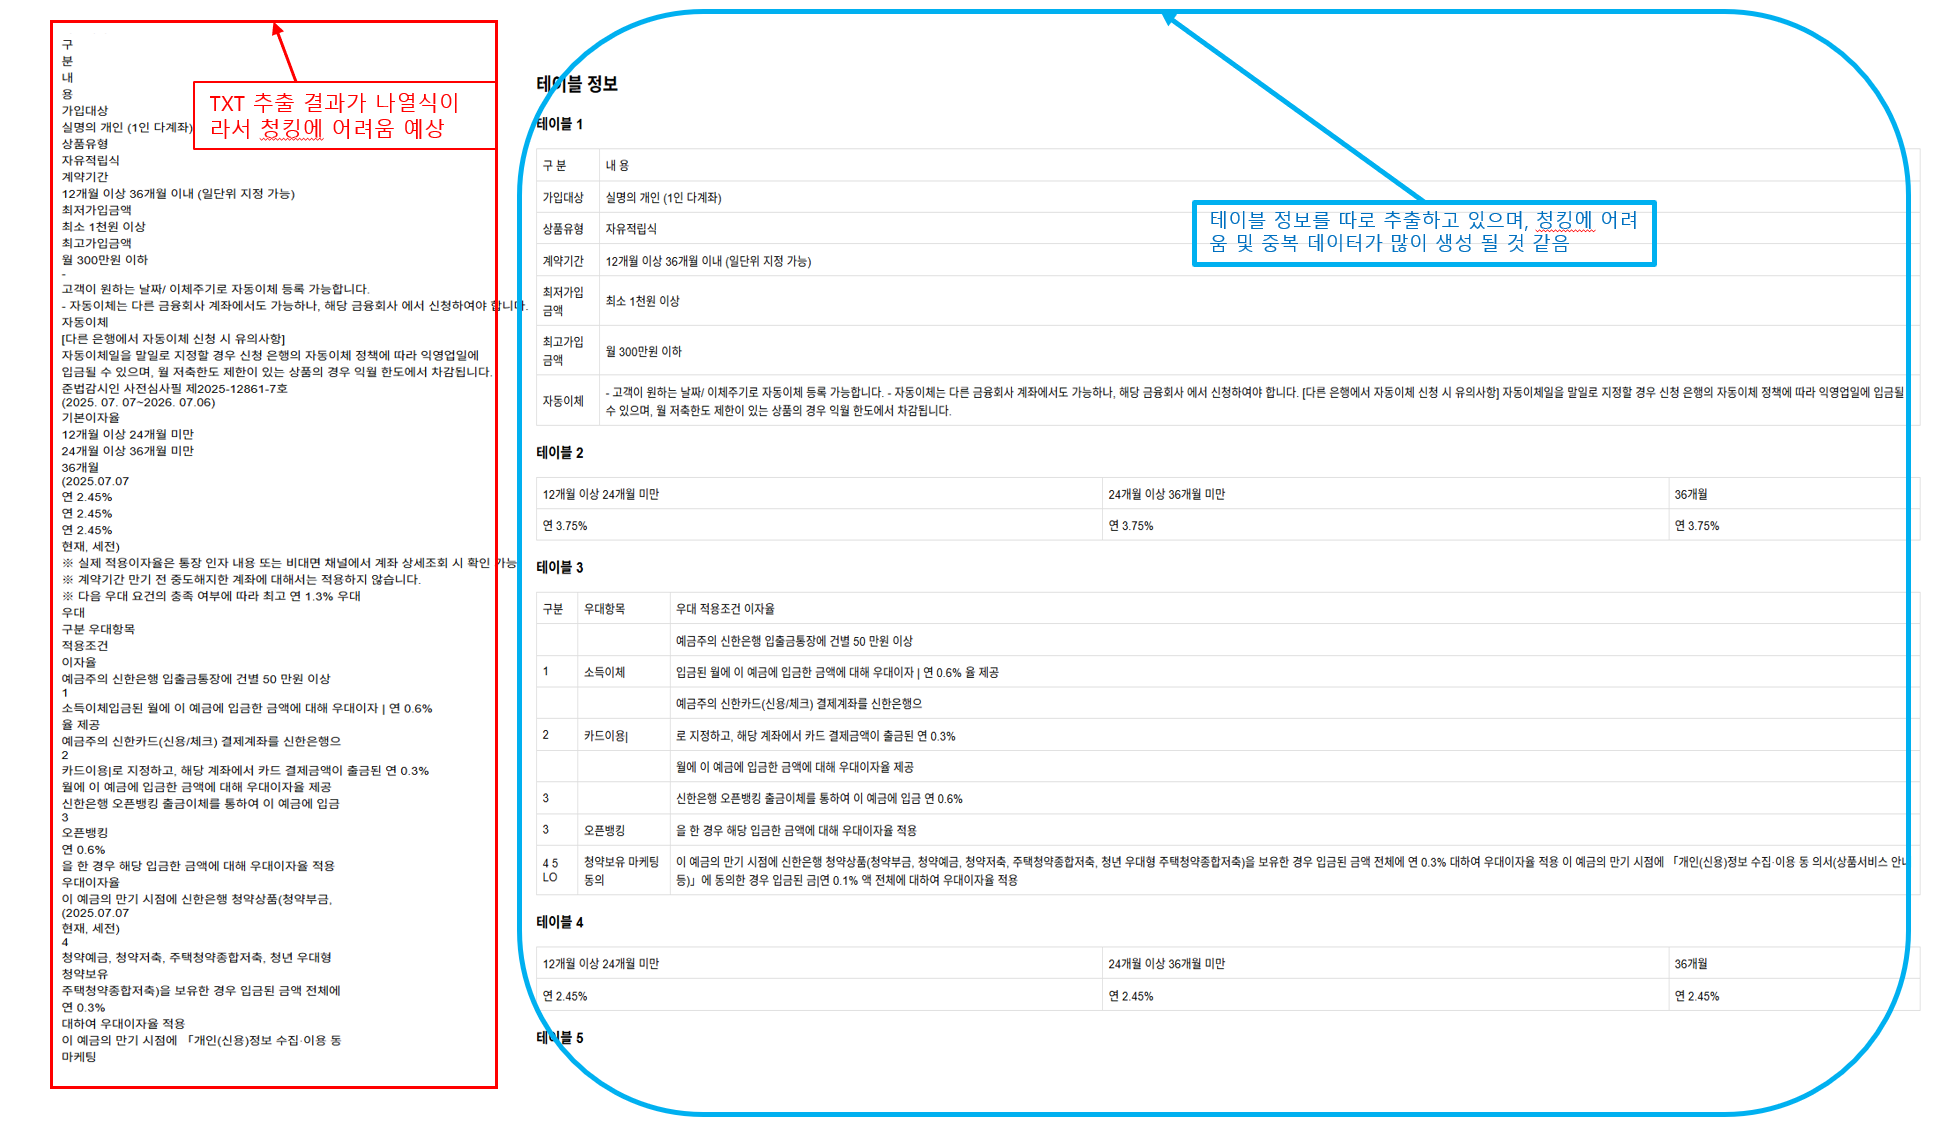 구
분
내
용
가입대상
실명의 개인 (1인 다계좌)
상품유형
자유적립식
계약기간
12개월 이상 36개월 이내 (일단위 지정 가능)
최저가입금액
최소 1천원 이상
최고가입금액
월 300만원 이하
-
고객이 원하는 날짜/ 이체주기로 자동이체 등록 가능합니다.
- 자동이체는 다른 금융회사 계좌에서도 가능하나, 해당 금융회사 에서 신청하여야 합니다.
자동이체
[다른 은행에서 자동이체 신청 시 유의사항]
자동이체일을 말일로 지정할 경우 신청 은행의 자동이체 정책에 따라 익영업일에
입금될 수 있으며, 월 저축한도 제한이 있는 상품의 경우 익월 한도에서 차감됩니다.
준법감시인 사전심사필 제2025-12861-7호
(2025. 07. 07~2026. 07.06)
기본이자율
12개월 이상 24개월 미만
24개월 이상 36개월 미만
36개월
(2025.07.07
연 2.45%
연 2.45%
연 2.45%
현재, 세전)
※ 실제 적용이자율은 통장 인자 내용 또는 비대면 채널에서 계좌 상세조회 시 확인 가능
※ 계약기간 만기 전 중도해지한 계좌에 대해서는 적용하지 않습니다.
※ 다음 우대 요건의 충족 여부에 따라 최고 연 1.3% 우대
우대
구분 우대항목
적용조건
이자율
예금주의 신한은행 입출금통장에 건별 50 만원 이상
1
소득이체입금된 월에 이 예금에 입금한 금액에 대해 우대이자 | 연 0.6%
율 제공
예금주의 신한카드(신용/체크) 결제계좌를 신한은행으
2
카드이용|로 지정하고, 해당 계좌에서 카드 결제금액이 출금된 연 0.3%
월에 이 예금에 입금한 금액에 대해 우대이자율 제공
신한은행 오픈뱅킹 출금이체를 통하여 이 예금에 입금
3
오픈뱅킹
연 0.6%
을 한 경우 해당 입금한 금액에 대해 우대이자율 적용
우대이자율
이 예금의 만기 시점에 신한은행 청약상품(청약부금,
(2025.07.07
현재, 세전)
4
청약예금, 청약저축, 주택청약종합저축, 청년 우대형
청약보유
주택청약종합저축)을 보유한 경우 입금된 금액 전체에
연 0.3%
대하여 우대이자율 적용
이 예금의 만기 시점에 「개인(신용)정보 수집·이용 동
마케팅
TXT 추출 결과가 나열식이
라서 청킹에 어려움 예상
테이블 정보
테이블 1
구 분 내 용
가입대상 실명의 개인 (1인 다계좌)
상품유형 자유적립식
계약기간 12개월 이상 36개월 이내 (일단위 지정 가능)
최저가입
금액 최소 1천원 이상
최고가입
금액 월 300만원 이하
자동이체 - 고객이 원하는 날짜/ 이체주기로 자동이체 등록 가능합니다. - 자동이체는 다른 금융회사 계좌에서도 가능하나, 해당 금융회사 에서 신청하여야 합니다. [다른 은행에서 자동이체 신청 시 유의사항] 자동이체일을 말일로 지정할 경우 신청 은행의 자동이체 정책에 따라 익영업일에 입금될
수 있으며, 월 저축한도 제한이 있는 상품의 경우 익월 한도에서 차감됩니다.
테이블 정보를 따로 추출하고 있으며, 청킹에 어려
움 및 중복 데이터가 많이 생성 될 것 같음
테이블 2
12개월 이상 24개월 미만 24개월 이상 36개월 미만 36개월
연 3.75% 연 3.75% 연 3.75%
테이블 3
구분 우대항목 우대 적용조건 이자율
예금주의 신한은행 입출금통장에 건별 50 만원 이상
1 소득이체 입금된 월에 이 예금에 입금한 금액에 대해 우대이자 | 연 0.6% 율 제공
예금주의 신한카드(신용/체크) 결제계좌를 신한은행으
2 카드이용| 로 지정하고, 해당 계좌에서 카드 결제금액이 출금된 연 0.3%
월에 이 예금에 입금한 금액에 대해 우대이자율 제공
3 신한은행 오픈뱅킹 출금이체를 통하여 이 예금에 입금 연 0.6%
3 오픈뱅킹 을 한 경우 해당 입금한 금액에 대해 우대이자율 적용
4 5 청약보유 마케팅 이 예금의 만기 시점에 신한은행 청약상품(청약부금, 청약예금, 청약저축, 주택청약종합저축, 청년 우대형 주택청약종합저축)을 보유한 경우 입금된 금액 전체에 연 0.3% 대하여 우대이자율 적용 이 예금의 만기 시점에 「개인(신용)정보 수집·이용 동 의서(상품서비스 안내
LO 동의 등)」에 동의한 경우 입금된 금|연 0.1% 액 전체에 대하여 우대이자율 적용
테이블 4
12개월 이상 24개월 미만 24개월 이상 36개월 미만 36개월
연 2.45% 연 2.45% 연 2.45%
테이블 5